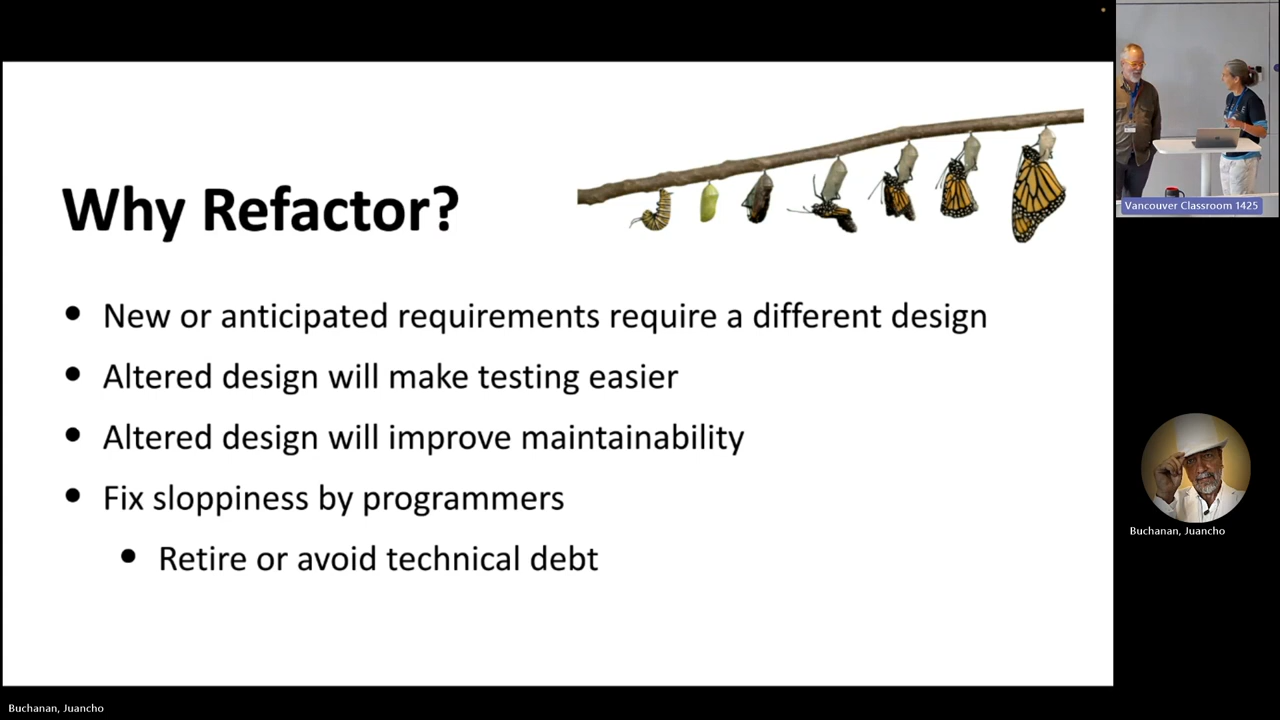 Why Refactor?
• New or anticipated requirements require a different design
• Altered design will make testing easier
• Altered design will improve maintainability
• Fix sloppiness by programmers
• Retire or avoid technical debt
Vancouver Classroom 1425
Buchanan, Juancho
Buchanan, Juancho